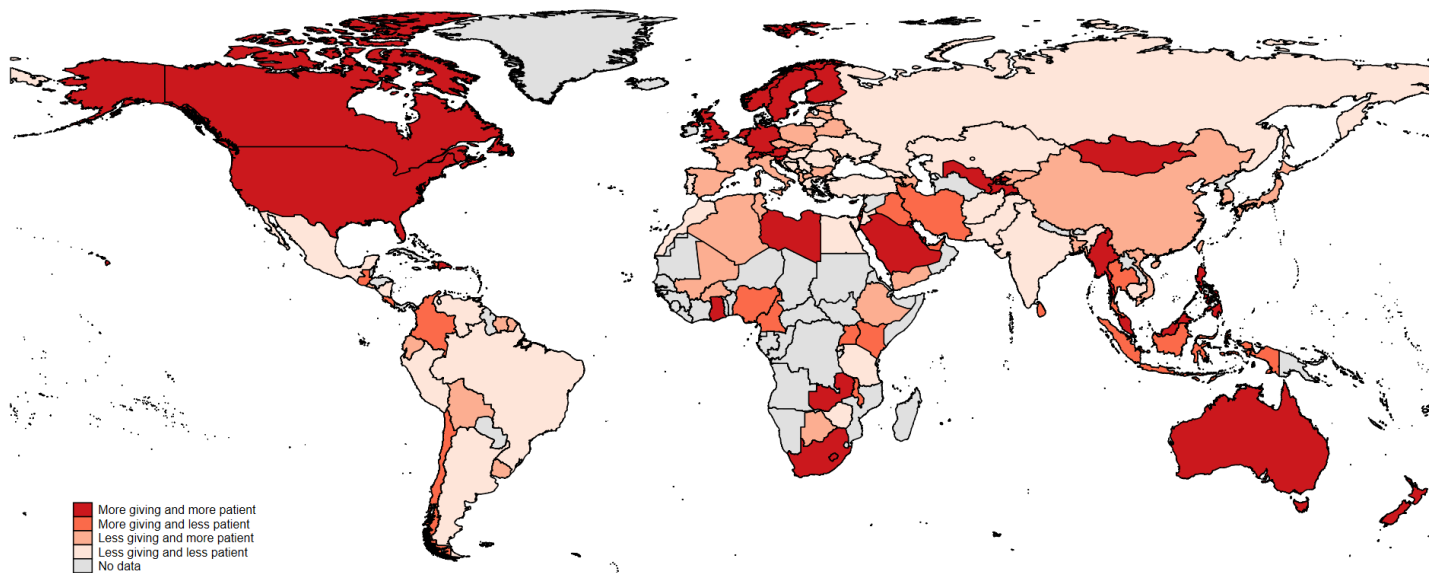 More giving and more patient
More giving and less patient
Less giving and more patient
Less giving and less patient
No data